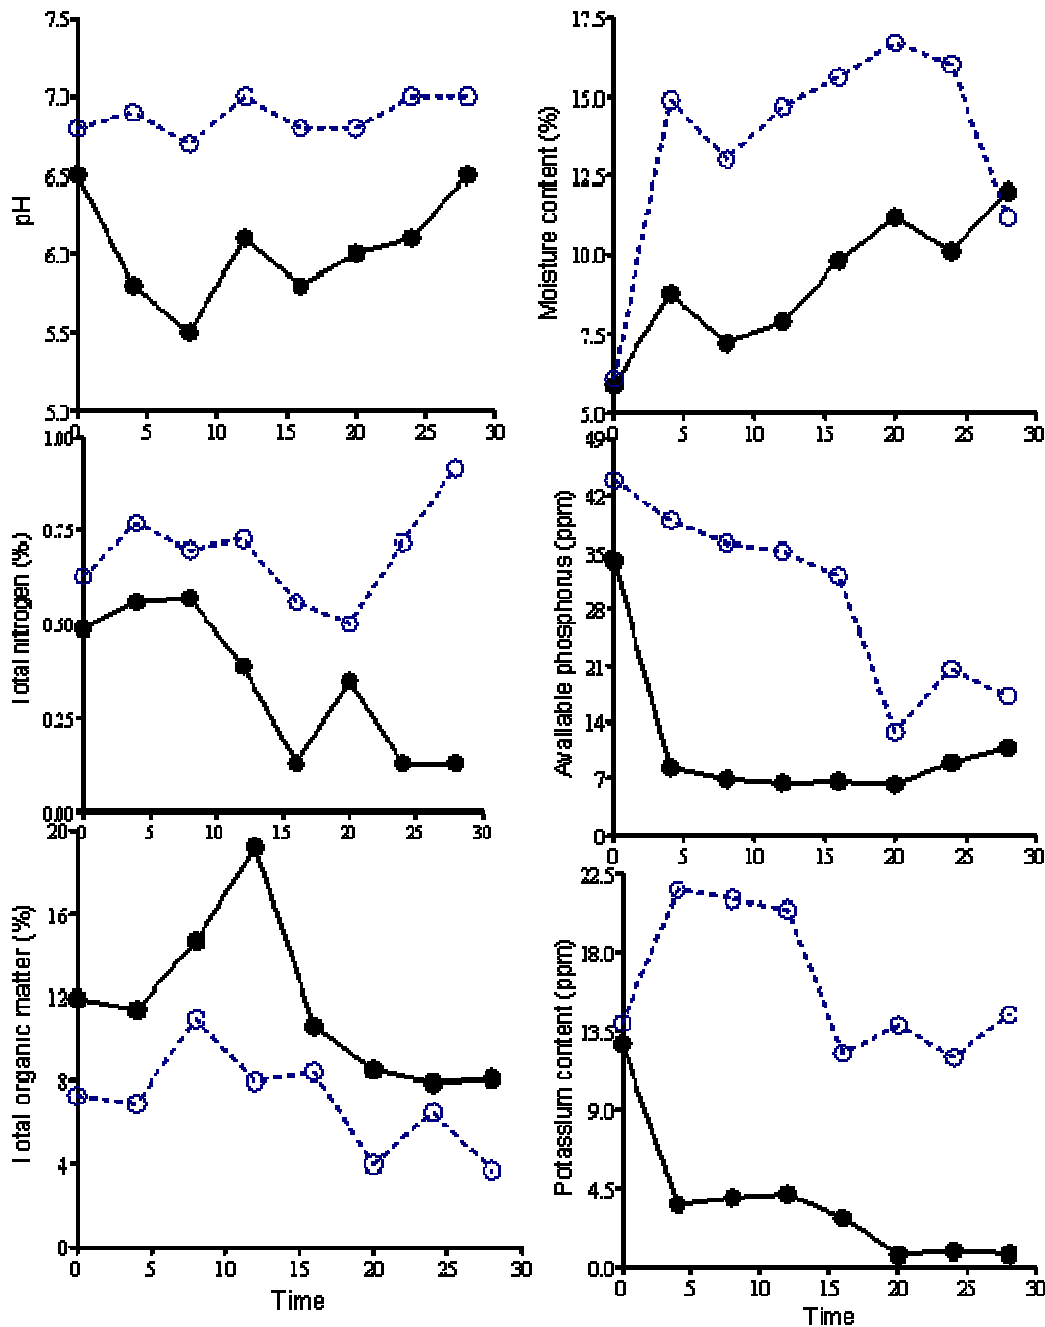 7.5
7.0
6.5
6.0
5.5
5.0
pH
0 5 10 15 20 25 30
17.5
15.0
12.5
10.0
7.5
5.0
Moisture content (%)
0 5 10 15 20 25 30
1.00
0.75
0.50
0.25
0.00
Total nitrogen (%)
0 5 10 15 20 25 30
49
42
35
28
21
14
7
0
Available phosphorus (ppm)
0 5 10 15 20 25 30
20
16
12
8
4
0
Total organic matter (%)
0 5 10 15 20 25 30
Time
22.5
18.0
13.5
9.0
4.5
0.0
Potassium content (ppm)
0 5 10 15 20 25 30
Time